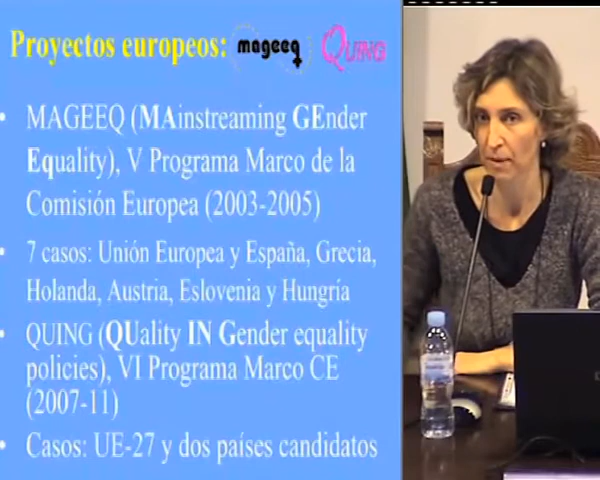 Proyectos europeos: mageeq QUING
• MAGEEQ (MAinstreaming GEnder
Equality), V Programa Marco de la
Comisión Europea (2003-2005)
• 7 casos: Unión Europea y España, Grecia,
Holanda, Austria, Eslovenia y Hungría
• QUING (QUality IN Gender equality
policies), VI Programa Marco CE
(2007-11)
• Casos: UE-27 y dos países candidatos